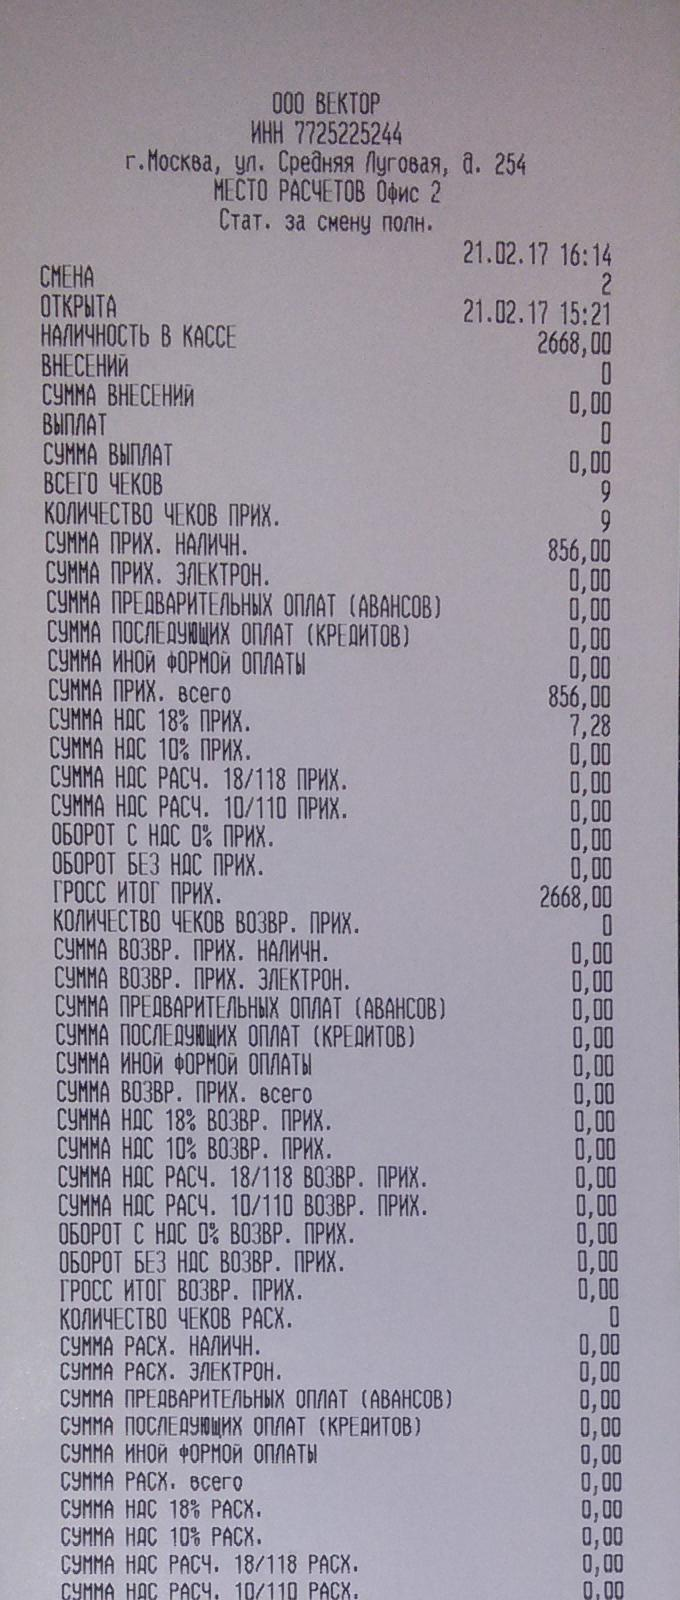 ООО ВЕКТОР
ИНН 7725225244
г.Москва, ул. Средняя Луговая, д. 254
МЕСТО РАСЧЕТОВ Офис 2
Стат. за смену полн.
21.02.17 16:14
СМЕНА 2
ОТКРЫТА 21.02.17 15:21
НАЛИЧНОСТЬ В КАССЕ 2668,00
ВНЕСЕНИЙ 0
СУММА ВНЕСЕНИЙ 0,00
ВЫПЛАТ 0
СУММА ВЫПЛАТ 0,00
ВСЕГО ЧЕКОВ 9
КОЛИЧЕСТВО ЧЕКОВ ПРИХ. 9
СУММА ПРИХ. НАЛИЧН. 856,00
СУММА ПРИХ. ЭЛЕКТРОН. 0,00
СУММА ПРЕДВАРИТЕЛЬНЫХ ОПЛАТ (АВАНСОВ) 0,00
СУММА ПОСЛЕДУЮЩИХ ОПЛАТ (КРЕДИТОВ) 0,00
СУММА ИНОЙ ФОРМОЙ ОПЛАТЫ 0,00
СУММА ПРИХ. всего 856,00
СУММА НДС 18% ПРИХ. 7,28
СУММА НДС 10% ПРИХ. 0,00
СУММА НДС РАСЧ. 18/118 ПРИХ. 0,00
СУММА НДС РАСЧ. 10/110 ПРИХ. 0,00
ОБОРОТ С НДС 0% ПРИХ. 0,00
ОБОРОТ БЕЗ НДС ПРИХ. 0,00
ГРОСС ИТОГ ПРИХ. 2668,00
КОЛИЧЕСТВО ЧЕКОВ ВОЗВР. ПРИХ. 0
СУММА ВОЗВР. ПРИХ. НАЛИЧН. 0,00
СУММА ВОЗВР. ПРИХ. ЭЛЕКТРОН. 0,00
СУММА ПРЕДВАРИТЕЛЬНЫХ ОПЛАТ (АВАНСОВ) 0,00
СУММА ПОСЛЕДУЮЩИХ ОПЛАТ (КРЕДИТОВ) 0,00
СУММА ИНОЙ ФОРМОЙ ОПЛАТЫ 0,00
СУММА ВОЗВР. ПРИХ. всего 0,00
СУММА НДС 18% ВОЗВР. ПРИХ. 0,00
СУММА НДС 10% ВОЗВР. ПРИХ. 0,00
СУММА НДС РАСЧ. 18/118 ВОЗВР. ПРИХ. 0,00
СУММА НДС РАСЧ. 10/110 ВОЗВР. ПРИХ. 0,00
ОБОРОТ С НДС 0% ВОЗВР. ПРИХ. 0,00
ОБОРОТ БЕЗ НДС ВОЗВР. ПРИХ. 0,00
ГРОСС ИТОГ ВОЗВР. ПРИХ. 0,00
КОЛИЧЕСТВО ЧЕКОВ РАСХ. 0
СУММА РАСХ. НАЛИЧН. 0,00
СУММА РАСХ. ЭЛЕКТРОН. 0,00
СУММА ПРЕДВАРИТЕЛЬНЫХ ОПЛАТ (АВАНСОВ) 0,00
СУММА ПОСЛЕДУЮЩИХ ОПЛАТ (КРЕДИТОВ) 0,00
СУММА ИНОЙ ФОРМОЙ ОПЛАТЫ 0,00
СУММА РАСХ. всего 0,00
СУММА НДС 18% РАСХ. 0,00
СУММА НДС 10% РАСХ. 0,00
СУММА НДС РАСЧ. 18/118 РАСХ. 0,00
СУММА НДС РАСЧ. 10/110 РАСХ. 0,00